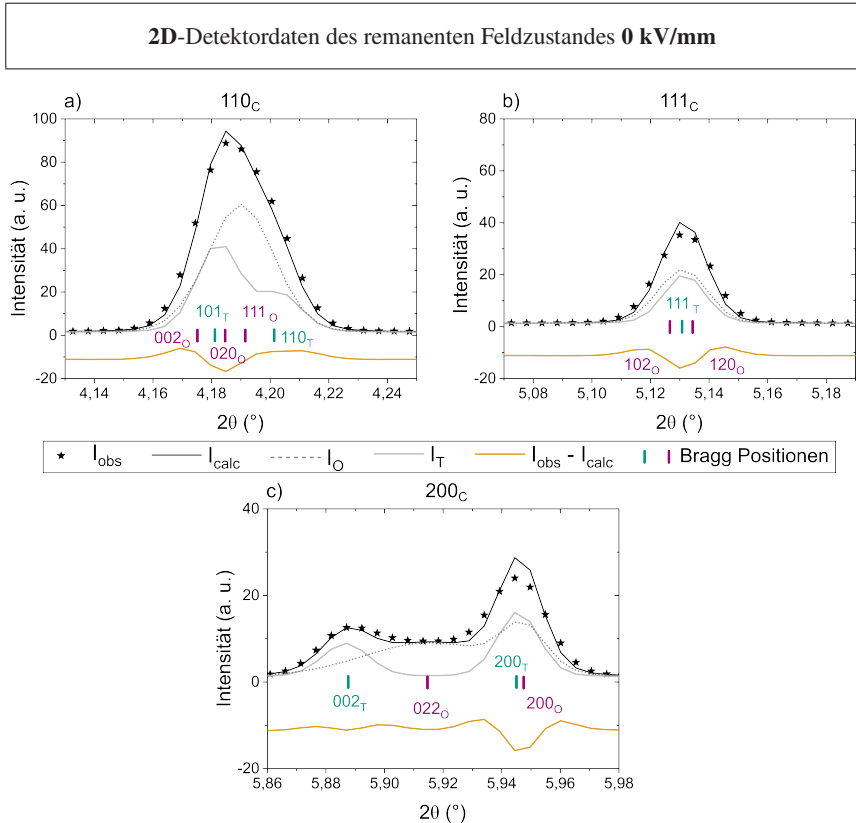 2D-Detektordaten des remanenten Feldzustandes 0 kV/mm
a) 110C
100
80
60
40
20
0
-20
Intensität (a. u.)
101T 111O
002O 020O 110T
4,14 4,16 4,18 4,20 4,22 4,24
2θ (°)
b) 111C
80
60
40
20
0
-20
Intensität (a. u.)
111T
102O 120O
5,08 5,10 5,12 5,14 5,16 5,18
2θ (°)
Iobs Icalc IO IT Iobs - Icalc Bragg Positionen
c) 200C
40
20
0
-20
Intensität (a. u.)
200T
002T 022O 200O
5,86 5,88 5,90 5,92 5,94 5,96 5,98
2θ (°)